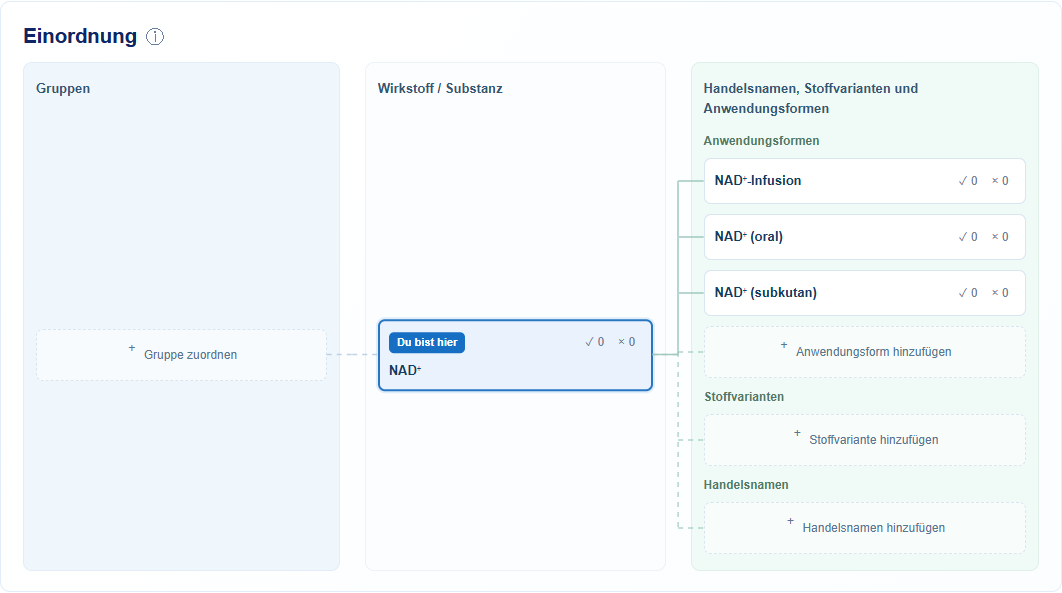 Einordnung ⓘ
Gruppen
+ Gruppe zuordnen
Wirkstoff / Substanz
Du bist hier ✓ 0 × 0
NAD⁺
Handelsnamen, Stoffvarianten und
Anwendungsformen
Anwendungsformen
NAD⁺-Infusion ✓ 0 × 0
NAD⁺ (oral) ✓ 0 × 0
NAD⁺ (subkutan) ✓ 0 × 0
+ Anwendungsform hinzufügen
Stoffvarianten
+ Stoffvariante hinzufügen
Handelsnamen
+ Handelsnamen hinzufügen